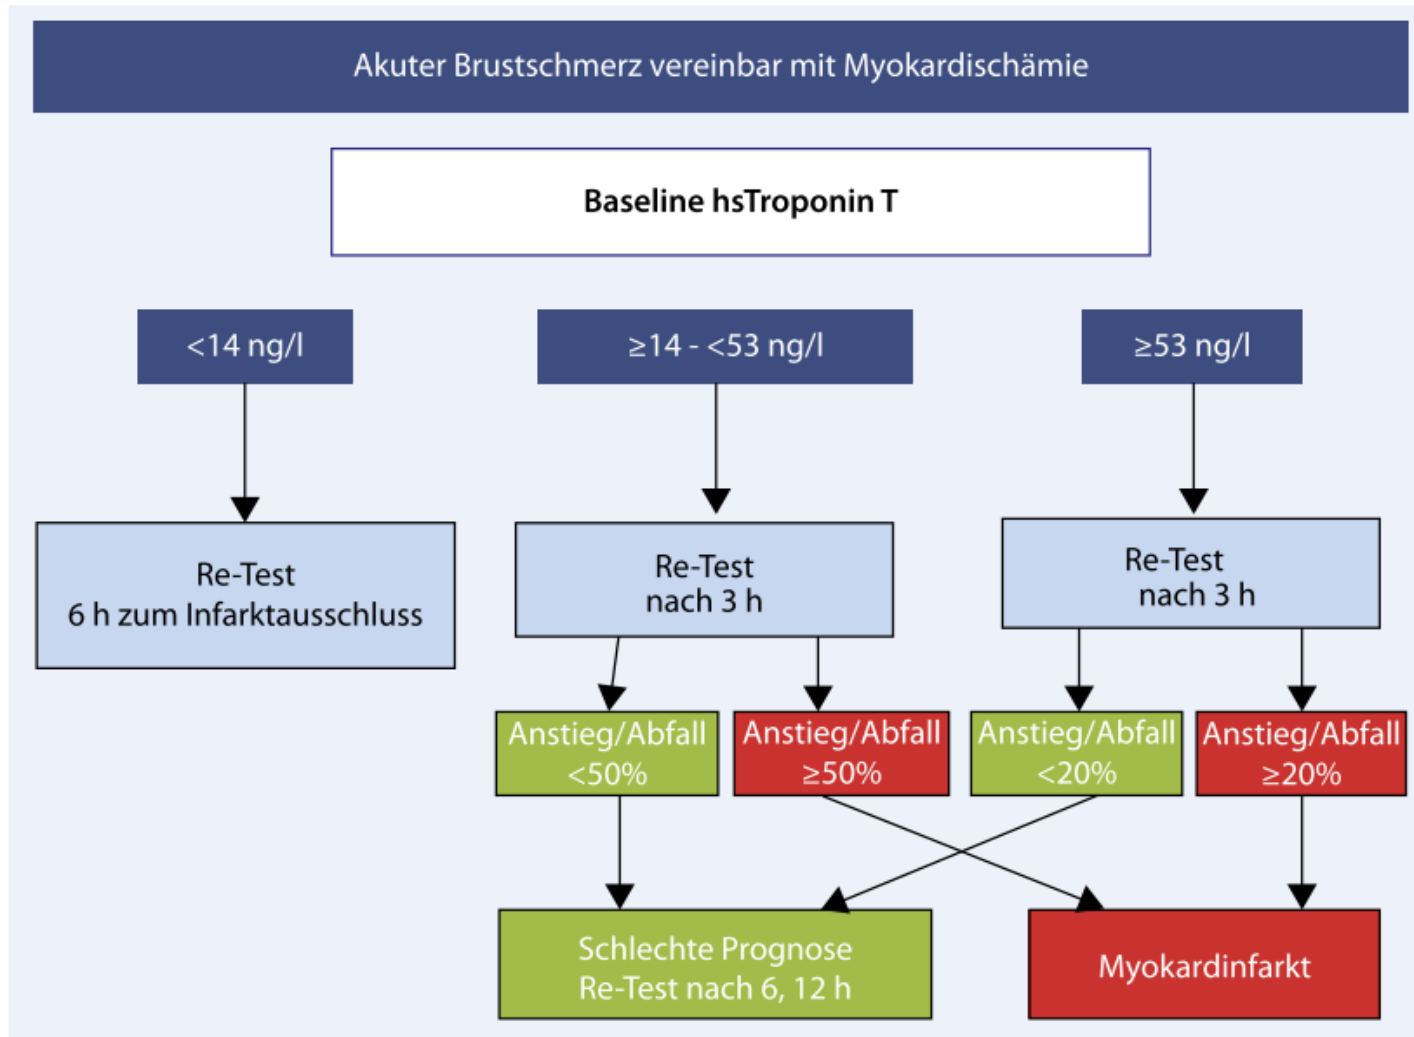 Akuter Brustschmerz vereinbar mit Myokardischämie
Baseline hsTroponin T
<14 ng/l
≥14 - <53 ng/l
≥53 ng/l
Re-Test
6 h zum Infarktausschluss
Re-Test
nach 3 h
Re-Test
nach 3 h
Anstieg/Abfall
<50%
Anstieg/Abfall
≥50%
Anstieg/Abfall
<20%
Anstieg/Abfall
≥20%
Schlechte Prognose
Re-Test nach 6, 12 h
Myokardinfarkt